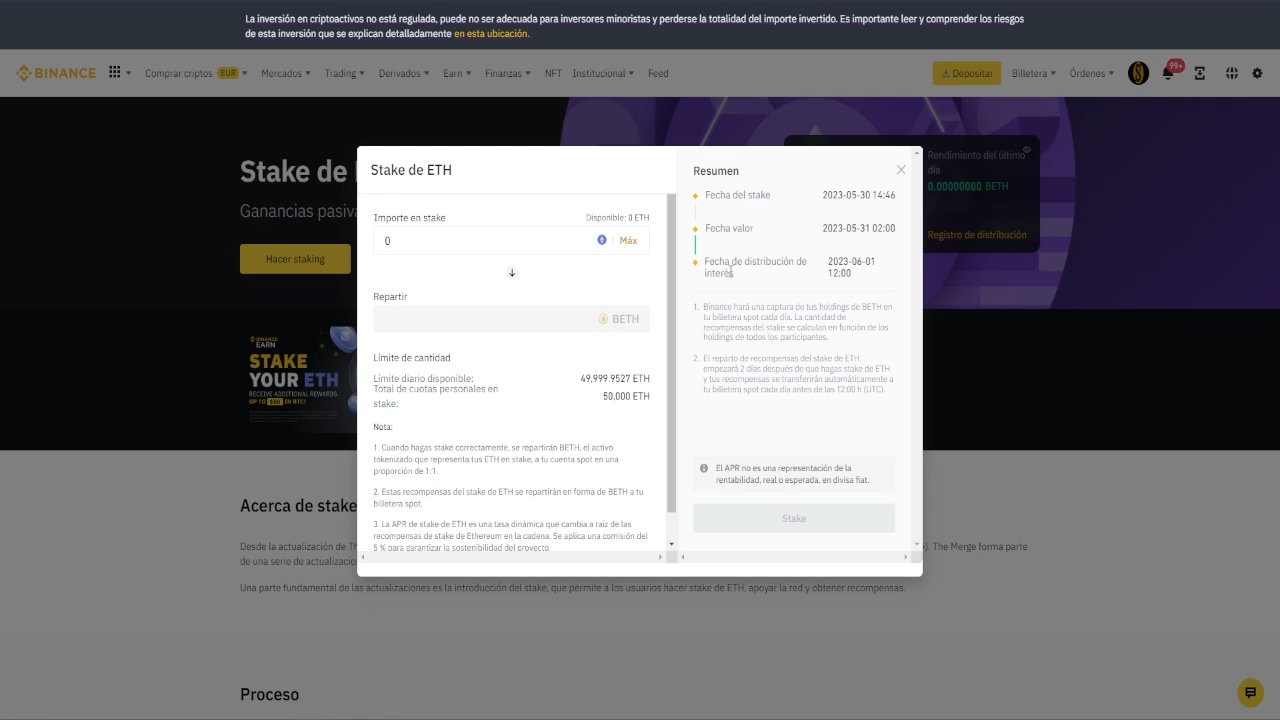 La inversión en criptoactivos no está regulada, puede no ser adecuada para inversores minoristas y perderse la totalidad del importe invertido. Es importante leer y comprender los riesgos
de esta inversión que se explican detalladamente en esta ubicación.
BINANCE Comprar criptos EUR Mercados Trading Derivados Earn Finanzas NFT Institucional Feed Depositar Billetera Órdenes 99+
Stake de
Ganancias pasiva
Hacer staking
Rendimiento del último
día
0.00000000 BETH
Registro de distribución
BINANCE
EARN
STAKE
YOUR ETH
RECEIVE ADDITIONAL REWARDS
UP TO $50 IN BTC!
Stake de ETH
Importe en stake Disponible: 0 ETH
0 Máx
Repartir
BETH
Límite de cantidad
Límite diario disponible: 49,999.9527 ETH
Total de cuotas personales en
stake: 50,000 ETH
Nota:
1. Cuando hagas stake correctamente, se repartirán BETH, el activo
tokenizado que representa tus ETH en stake, a tu cuenta spot en una
proporción de 1:1.
2. Estas recompensas del stake de ETH se repartirán en forma de BETH a tu
billetera spot.
3. La APR de stake de ETH es una tasa dinámica que cambia a raíz de las
recompensas de stake de Ethereum en la cadena. Se aplica una comisión del
5 % para garantizar la sostenibilidad del proyecto.
Resumen
Fecha del stake 2023-05-30 14:46
Fecha valor 2023-05-31 02:00
Fecha de distribución de
interés
2023-06-01
12:00
1. Binance hará una captura de tus holdings de BETH en
tu billetera spot cada día. La cantidad de
recompensas del stake se calculan en función de los
holdings de todos los participantes.
2. El reparto de recompensas del stake de ETH
empezará 2 días después de que hagas stake de ETH
y tus recompensas se transferirán automáticamente a
tu billetera spot cada día antes de las 12:00 h (UTC).
El APR no es una representación de la
rentabilidad, real o esperada, en divisa fiat.
Stake
Acerca de stake
Desde la actualización de Th ). The Merge forma parte
de una serie de actualizacio
Una parte fundamental de las actualizaciones es la introducción del stake, que permite a los usuarios hacer stake de ETH, apoyar la red y obtener recompensas.
Proceso